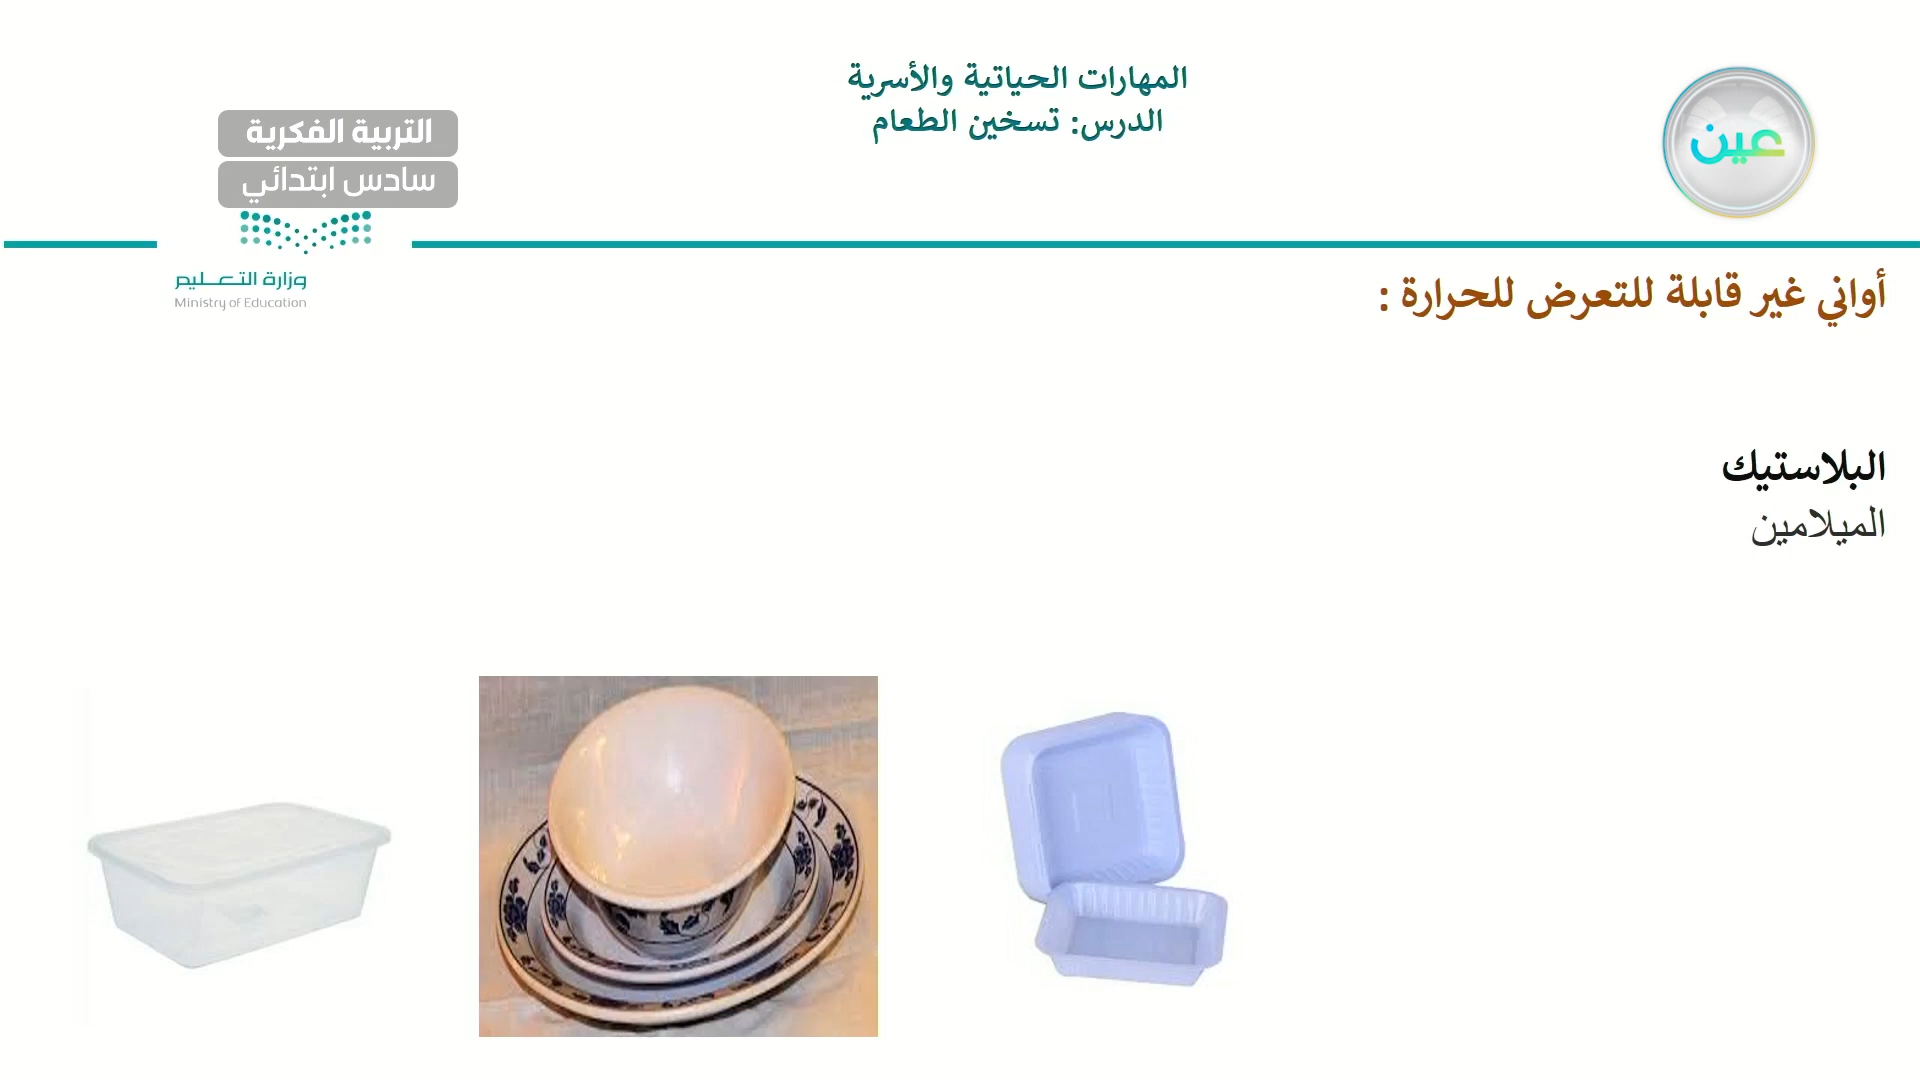 المهارات الحياتية والأسرية
الدرس: تسخين الطعام
عين
التربية الفكرية
سادس ابتدائي
وزارة التعليم
Ministry of Education
أواني غير قابلة للتعرض للحرارة :
البلاستيك
الميلامين